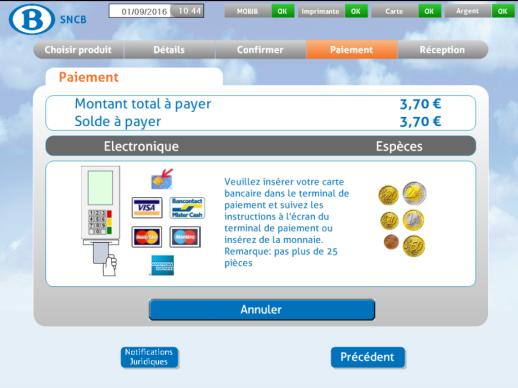 B SNCB
01/09/2016 10:44
MOBIB OK Imprimante OK Carte OK Argent OK
Choisir produit Détails Confirmer Paiement Réception
Paiement
Montant total à payer 3,70 €
Solde à payer 3,70 €
Electronique Espèces
Veuillez insérer votre carte
bancaire dans le terminal de
paiement et suivez les
instructions à l'écran du
terminal de paiement ou
insérez de la monnaie.
Remarque: pas plus de 25
pièces
VISA
Bancontact
Mister Cash
MasterCard Maestro
Annuler
Notifications
Juridiques
Précédent